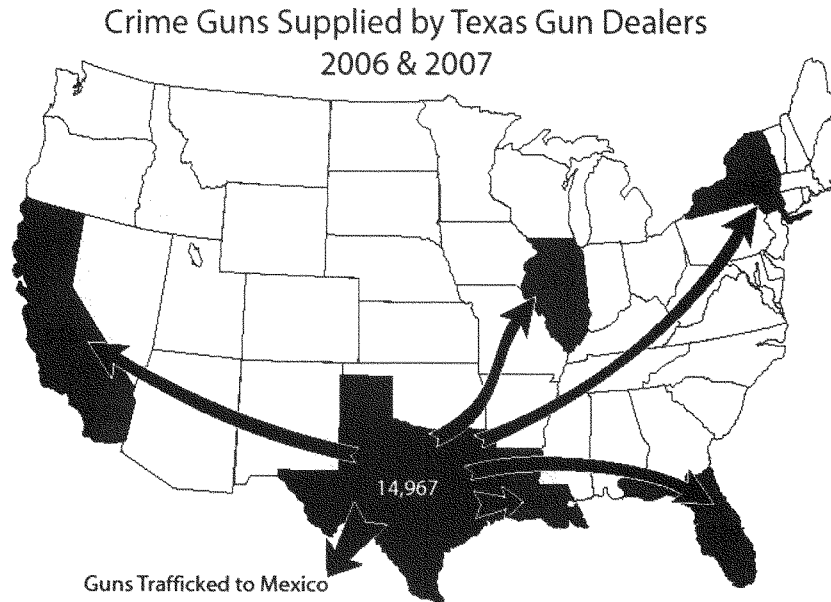 Crime Guns Supplied by Texas Gun Dealers
2006 & 2007
14,967
Guns Trafficked to Mexico